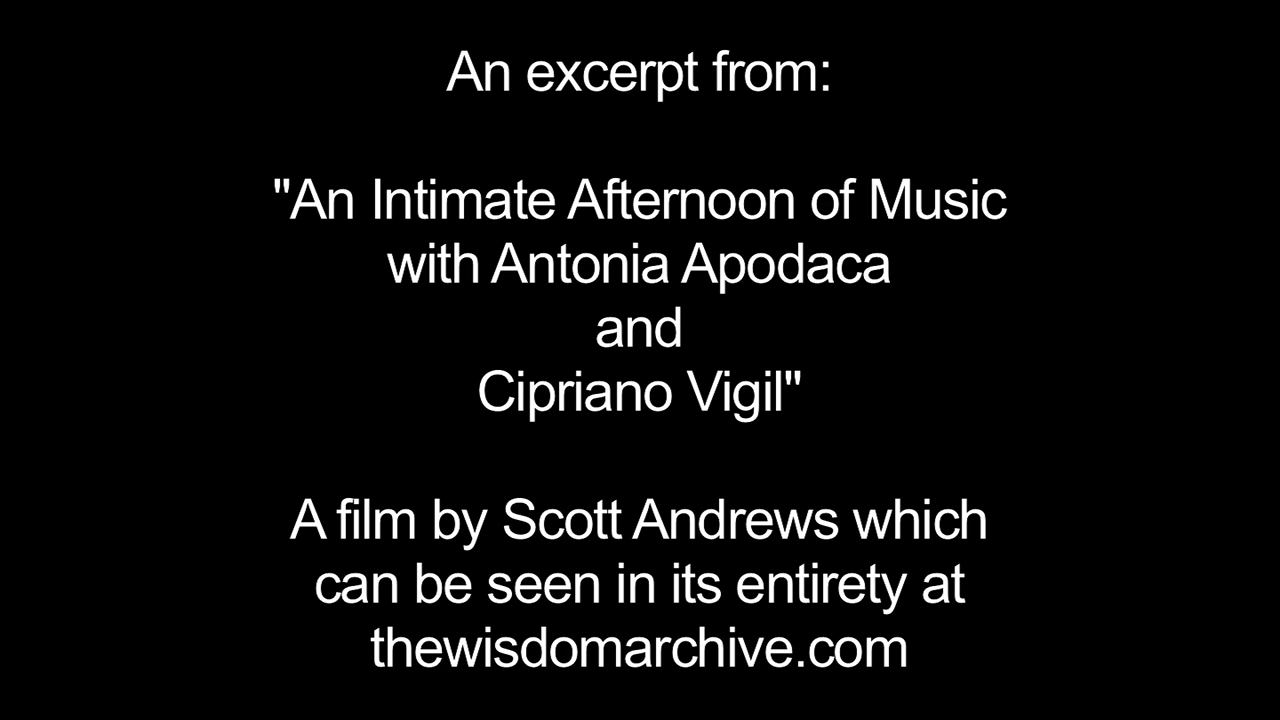 An excerpt from:
"An Intimate Afternoon of Music
with Antonia Apodaca
and
Cipriano Vigil"
A film by Scott Andrews which
can be seen in its entirety at
thewisdomarchive.com